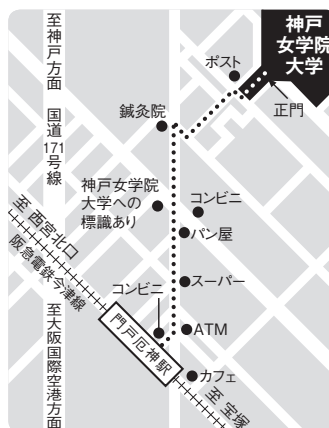 至神戸方面
国道171号線
至大阪国際空港方面
神戸
女学院
大学
ポスト
正門
鍼灸院
神戸女学院
大学への
標識あり
コンビニ
パン屋
至 西宮北口
阪急電鉄今津線
スーパー
コンビニ
ATM
門戸厄神駅
カフェ
至 宝塚